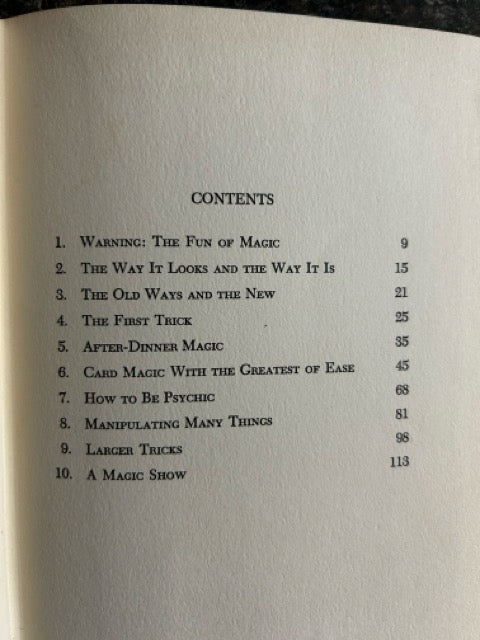 CONTENTS
1. WARNING: THE FUN OF MAGIC 9
2. THE WAY IT LOOKS AND THE WAY IT IS 15
3. THE OLD WAYS AND THE NEW 21
4. THE FIRST TRICK 25
5. AFTER-DINNER MAGIC 35
6. CARD MAGIC WITH THE GREATEST OF EASE 45
7. HOW TO BE PSYCHIC 68
8. MANIPULATING MANY THINGS 81
9. LARGER TRICKS 98
10. A MAGIC SHOW 113